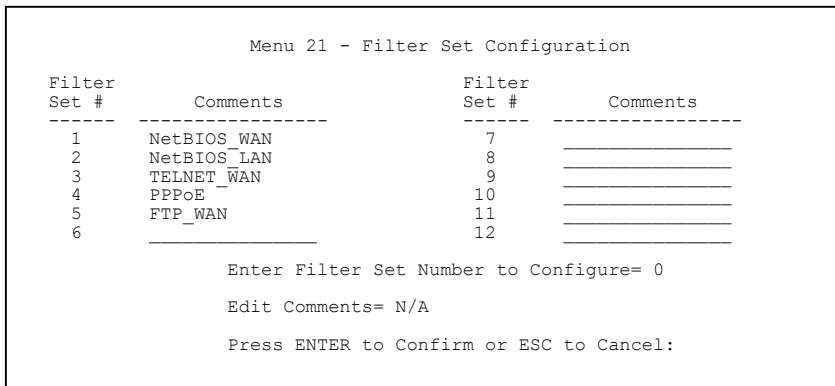 Menu 21 - Filter Set Configuration
Filter Filter
Set # Comments Set # Comments
------ ----------------- ------ -----------------
1 NetBIOS_WAN 7 _______________
2 NetBIOS_LAN 8 _______________
3 TELNET_WAN 9 _______________
4 PPPoE 10 _______________
5 FTP_WAN 11 _______________
6 _______________ 12 _______________
Enter Filter Set Number to Configure= 0
Edit Comments= N/A
Press ENTER to Confirm or ESC to Cancel: